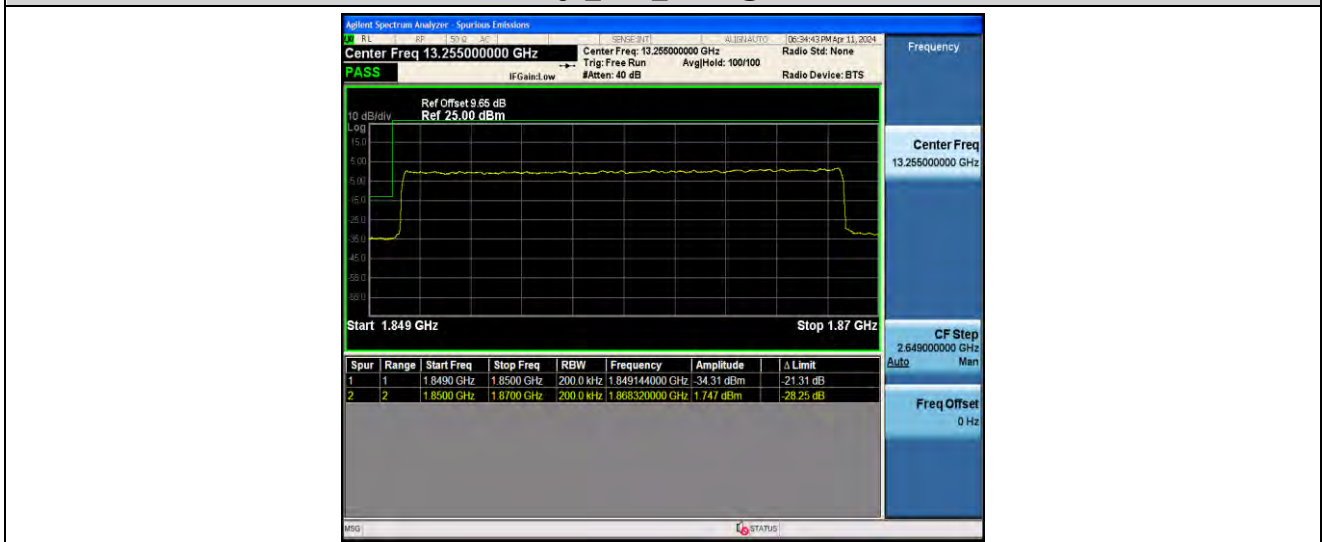 Agilent Spectrum Analyzer - Spurious Emissions
RL RF 50 Ω AC SENSE:INT ALIGN AUTO 06:34:43 PM Apr 11, 2024
Center Freq 13.255000000 GHz
Center Freq: 13.255000000 GHz
Radio Std: None
Trig: Free Run
Avg|Hold: 100/100
PASS
IFGain:Low
#Atten: 40 dB
Radio Device: BTS
Frequency
Ref Offset 9.65 dB
10 dB/div
Ref 25.00 dBm
Log
15.0
5.00
-5.00
-15.0
-25.0
-35.0
-45.0
-55.0
-65.0
Start 1.849 GHz
Stop 1.87 GHz
Center Freq
13.255000000 GHz
CF Step
2.649000000 GHz
Auto Man
Freq Offset
0 Hz
Spur Range Start Freq Stop Freq RBW Frequency Amplitude Δ Limit
1 1 1.8490 GHz 1.8500 GHz 200.0 kHz 1.849144000 GHz -34.31 dBm -21.31 dB
2 2 1.8500 GHz 1.8700 GHz 200.0 kHz 1.868320000 GHz 1.747 dBm -28.25 dB
MSG
STATUS